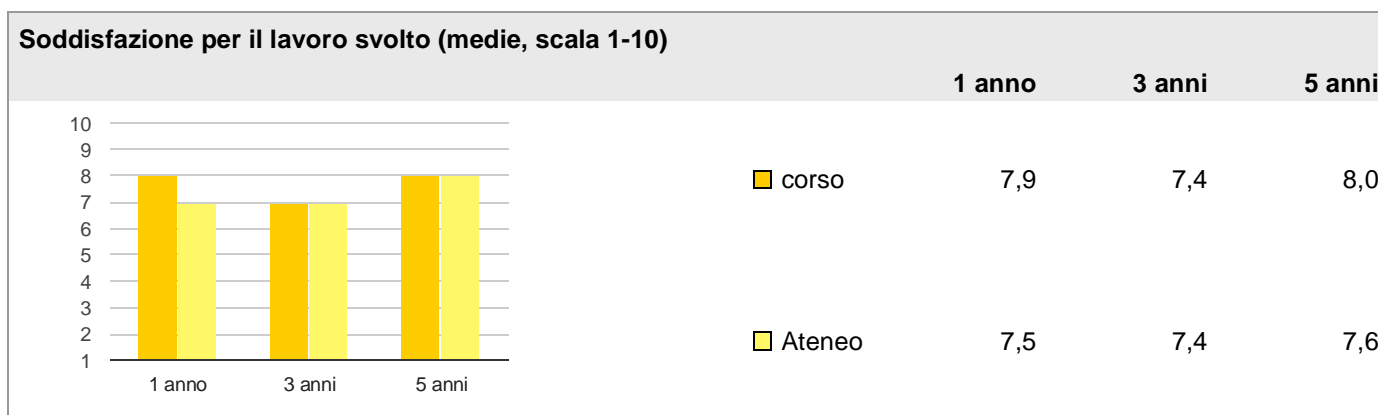 Soddisfazione per il lavoro svolto (medie, scala 1-10)
1 anno 3 anni 5 anni
10
9
8
7
6
5
4
3
2
1
1 anno 3 anni 5 anni
corso 7,9 7,4 8,0
Ateneo 7,5 7,4 7,6